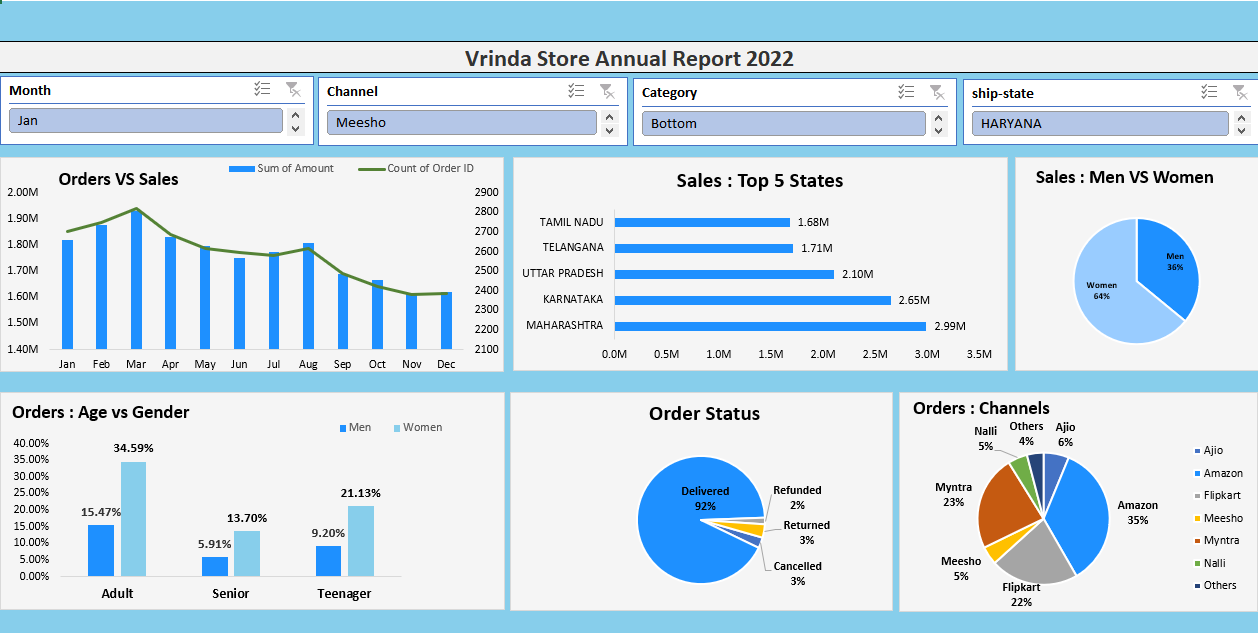 Vrinda Store Annual Report 2022
Month
Jan
Channel
Meesho
Category
Bottom
ship-state
HARYANA
Orders VS Sales
Sum of Amount
Count of Order ID
2.00M
1.90M
1.80M
1.70M
1.60M
1.50M
1.40M
2900
2800
2700
2600
2500
2400
2300
2200
2100
Jan Feb Mar Apr May Jun Jul Aug Sep Oct Nov Dec
Sales : Top 5 States
TAMIL NADU 1.68M
TELANGANA 1.71M
UTTAR PRADESH 2.10M
KARNATAKA 2.65M
MAHARASHTRA 2.99M
0.0M 0.5M 1.0M 1.5M 2.0M 2.5M 3.0M 3.5M
Sales : Men VS Women
Men
36%
Women
64%
Orders : Age vs Gender
Men
Women
40.00%
35.00%
30.00%
25.00%
20.00%
15.00%
10.00%
5.00%
0.00%
15.47%
34.59%
5.91%
13.70%
9.20%
21.13%
Adult Senior Teenager
Order Status
Delivered
92%
Refunded
2%
Returned
3%
Cancelled
3%
Orders : Channels
Nalli
5%
Others
4%
Ajio
6%
Myntra
23%
Amazon
35%
Meesho
5%
Flipkart
22%
Ajio
Amazon
Flipkart
Meesho
Myntra
Nalli
Others